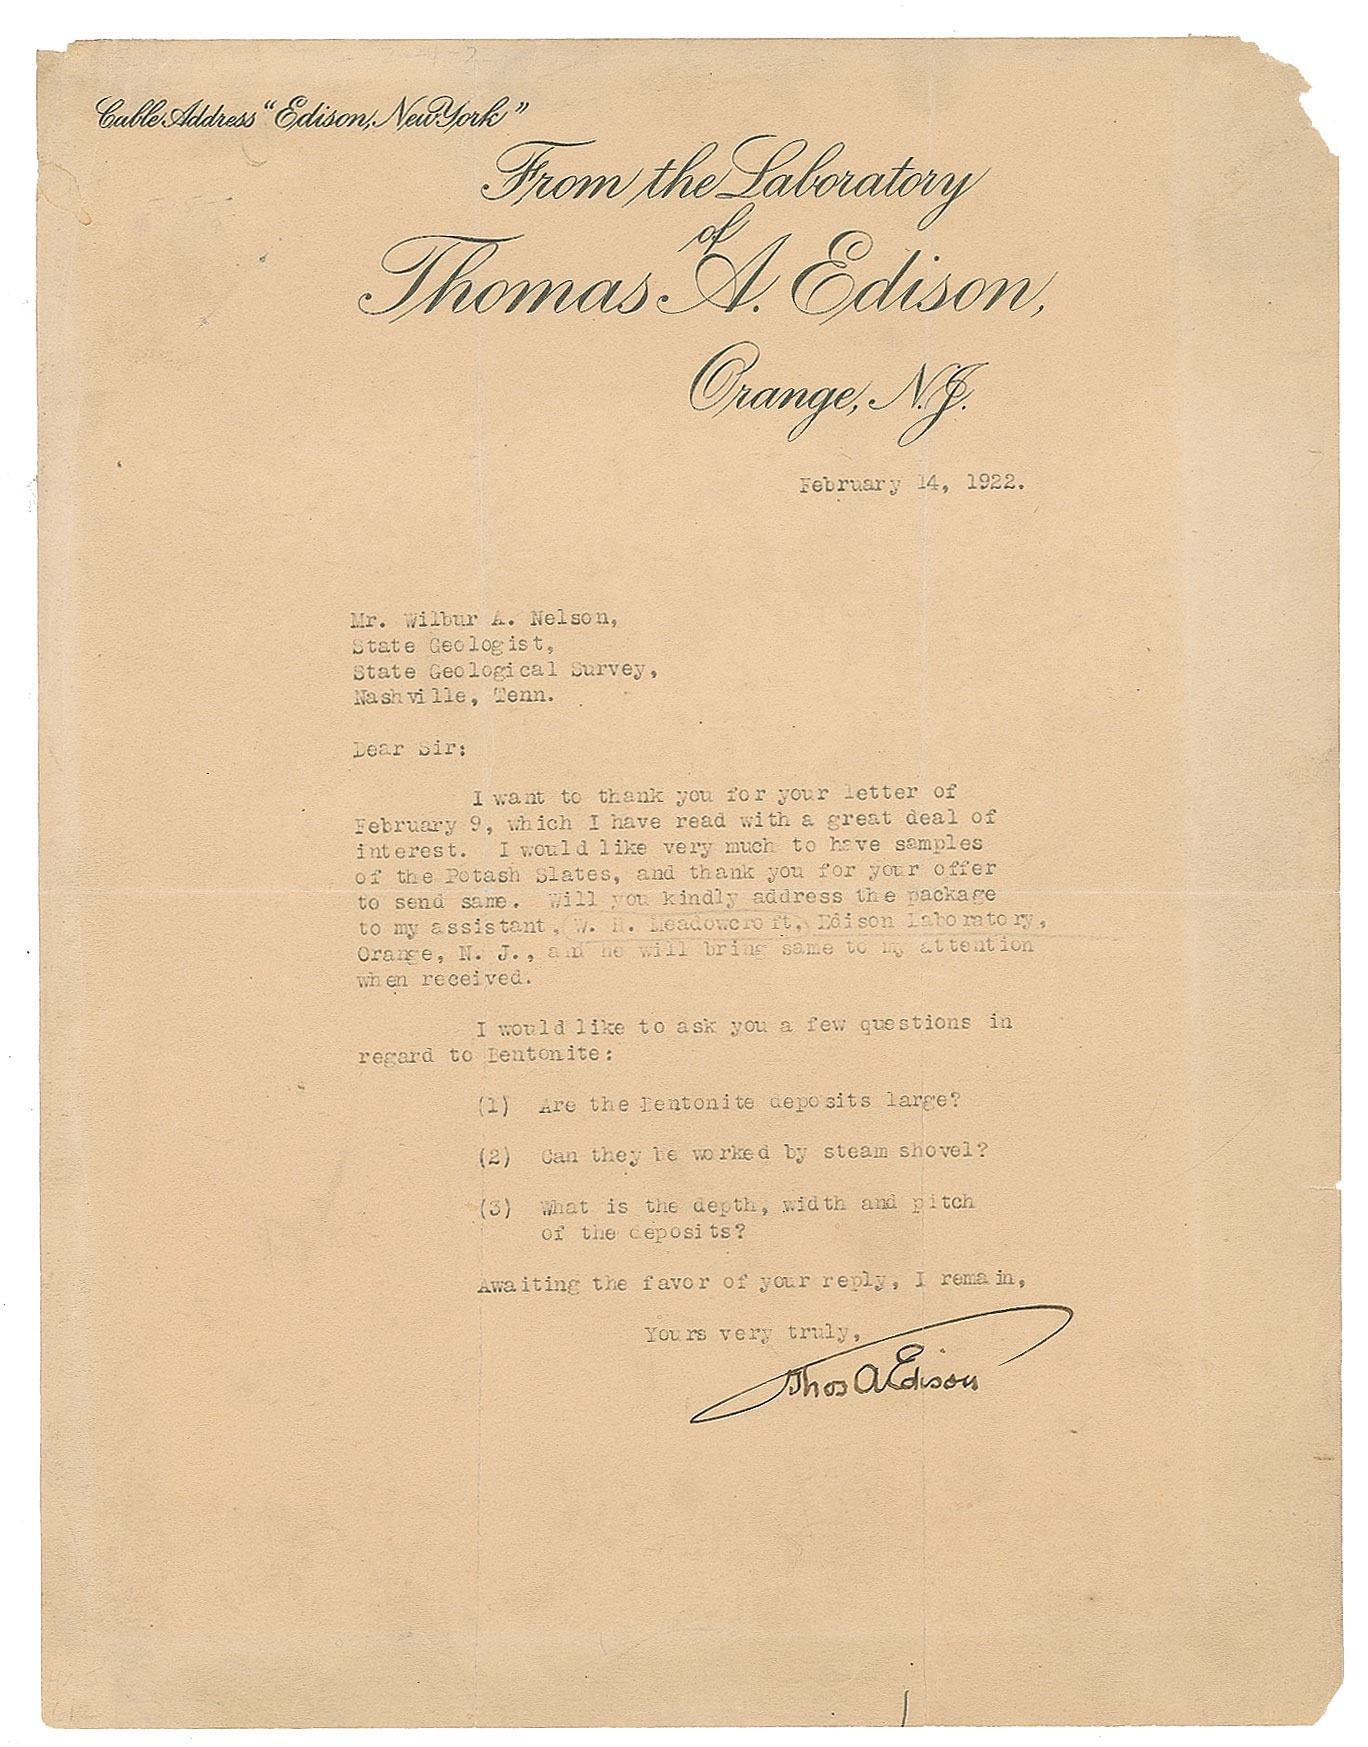 Cable Address "Edison, New York"
From the Laboratory
of
Thomas A. Edison,
Orange, N.J.
February 14, 1922.
Mr. Wilbur A. Nelson,
State Geologist,
State Geological Survey,
Nashville, Tenn.
Dear Sir:
I want to thank you for your letter of
February 9, which I have read with a great deal of
interest. I would like very much to have samples
of the Potash Slates, and thank you for your offer
to send same. Will you kindly address the package
to my assistant, W. H. Meadowcroft, Edison Laboratory,
Orange, N. J., and he will bring same to my attention
when received.
I would like to ask you a few questions in
regard to Bentonite:
(1) Are the Bentonite deposits large?
(2) Can they be worked by steam shovel?
(3) What is the depth, width and pitch
of the deposits?
Awaiting the favor of your reply, I remain,
Yours very truly,
Thos A Edison